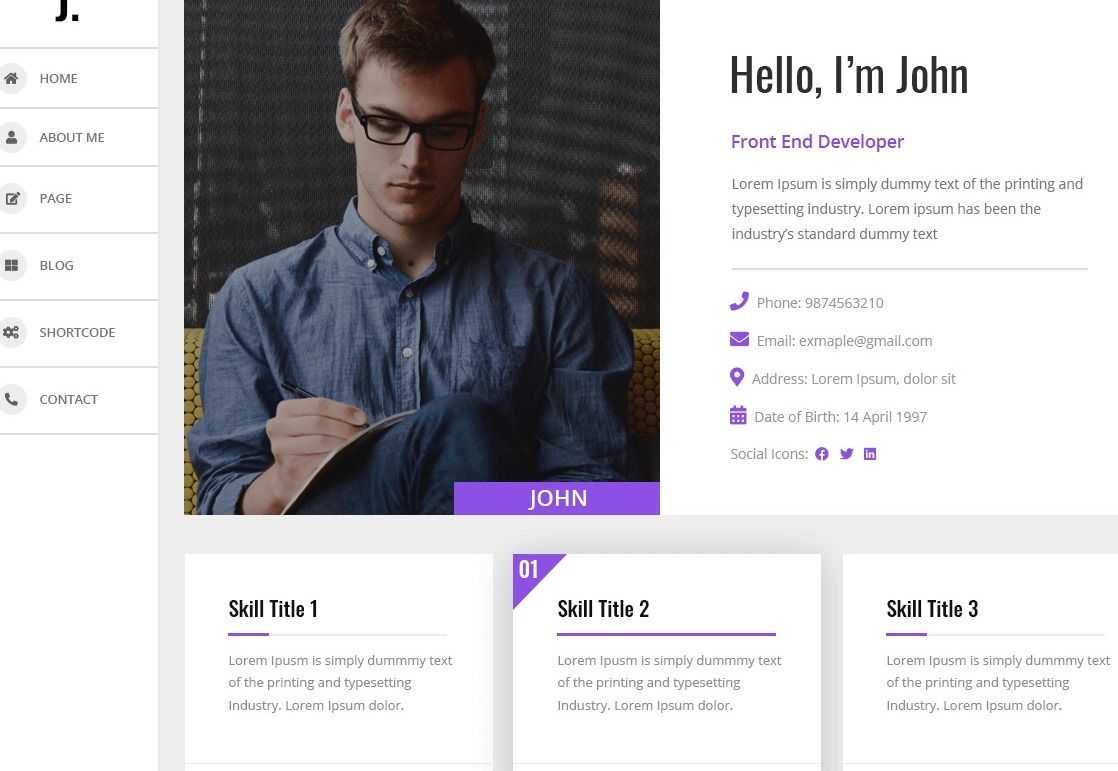 J.
HOME
ABOUT ME
PAGE
BLOG
SHORTCODE
CONTACT
Hello, I’m John
Front End Developer
Lorem Ipsum is simply dummy text of the printing and
typesetting industry. Lorem ipsum has been the
industry’s standard dummy text
Phone: 9874563210
Email: exmaple@gmail.com
Address: Lorem Ipsum, dolor sit
Date of Birth: 14 April 1997
Social Icons:
JOHN
Skill Title 1
Lorem Ipusm is simply dummmy text
of the printing and typesetting
Industry. Lorem Ipsum dolor.
01
Skill Title 2
Lorem Ipusm is simply dummmy text
of the printing and typesetting
Industry. Lorem Ipsum dolor.
Skill Title 3
Lorem Ipusm is simply dummmy text
of the printing and typesetting
Industry. Lorem Ipsum dolor.